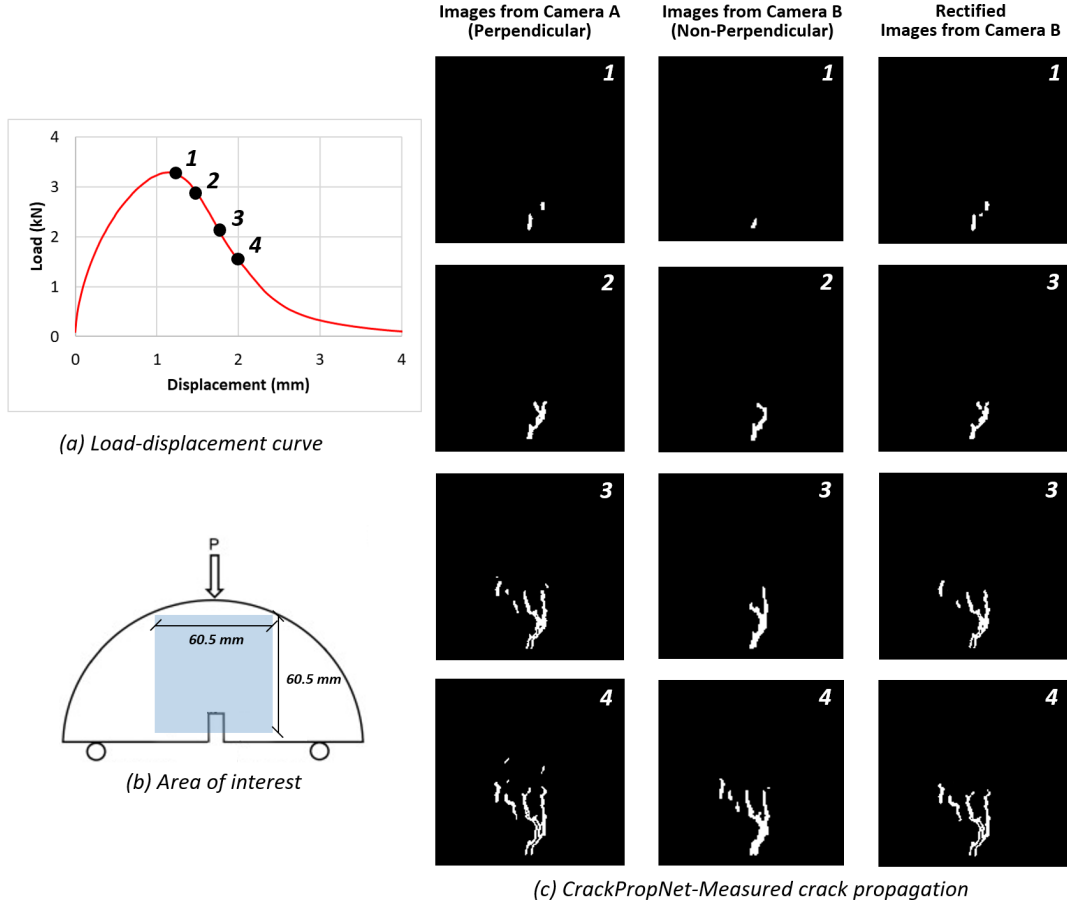 Images from Camera A
(Perpendicular)
Images from Camera B
(Non-Perpendicular)
Rectified
Images from Camera B
1
1
1
4
3
2
1
0
Load (kN)
1
2
3
4
0
1
2
3
4
Displacement (mm)
(a) Load-displacement curve
2
2
3
3
3
3
P
60.5 mm
60.5 mm
(b) Area of interest
4
4
4
(c) CrackPropNet-Measured crack propagation